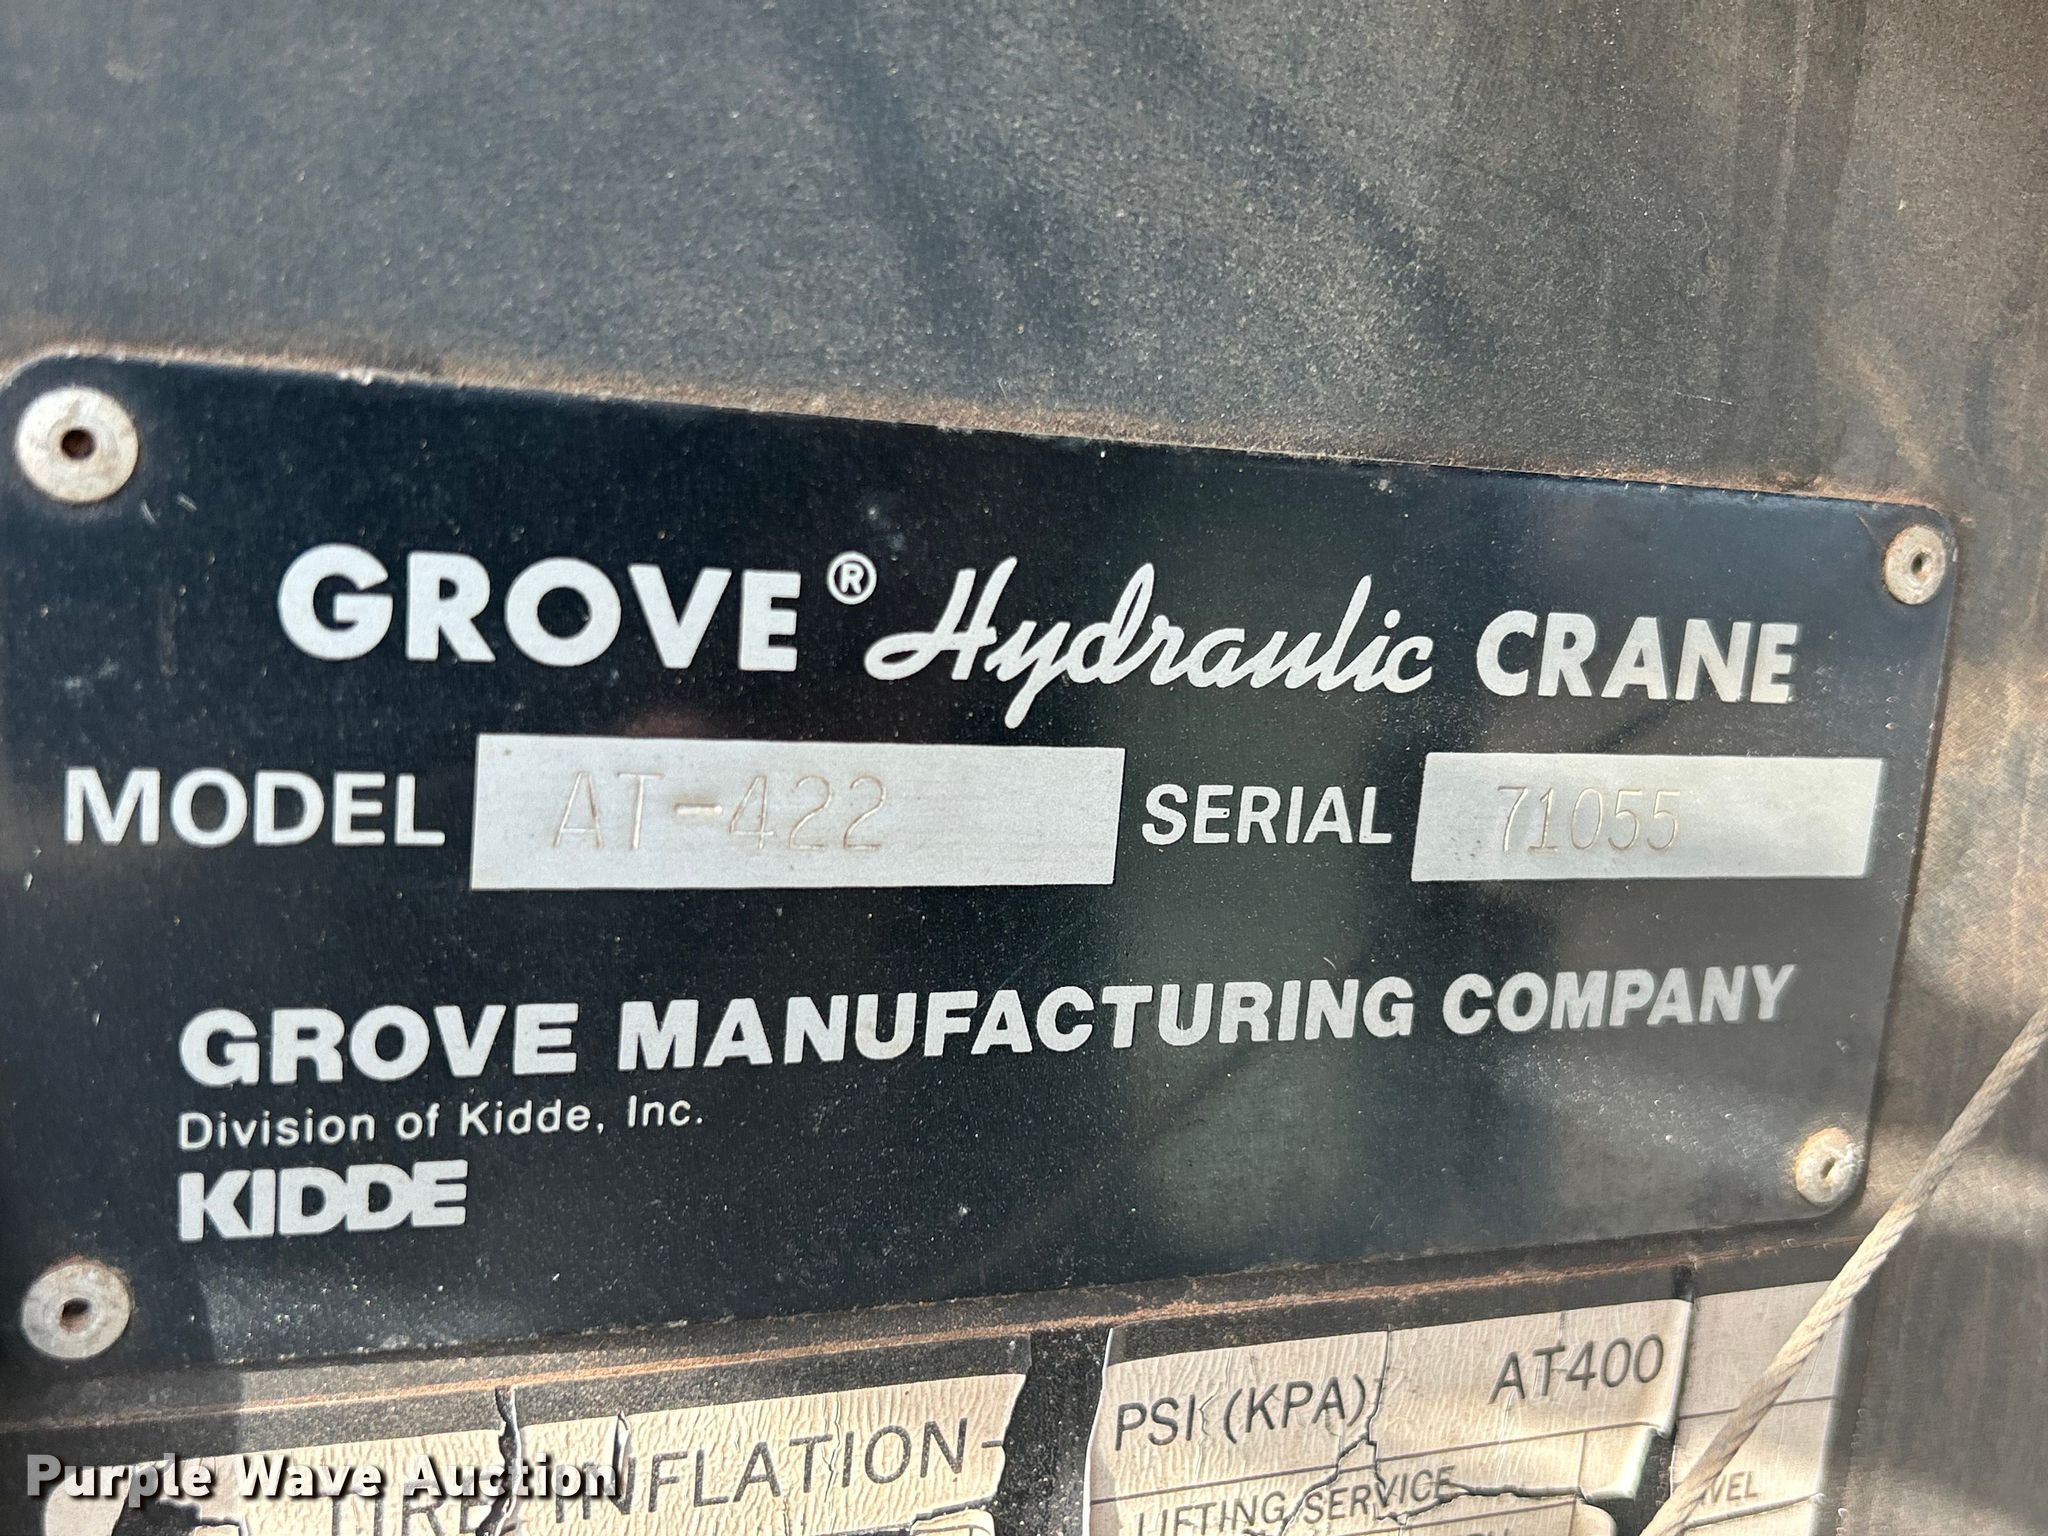 GROVE® Hydraulic CRANE
MODEL AT-422 SERIAL 71055
GROVE MANUFACTURING COMPANY
Division of Kidde, Inc.
KIDDE
TIRE INFLATION- PSI (KPA) AT400
LIFTING SERVICE
Purple Wave Auction